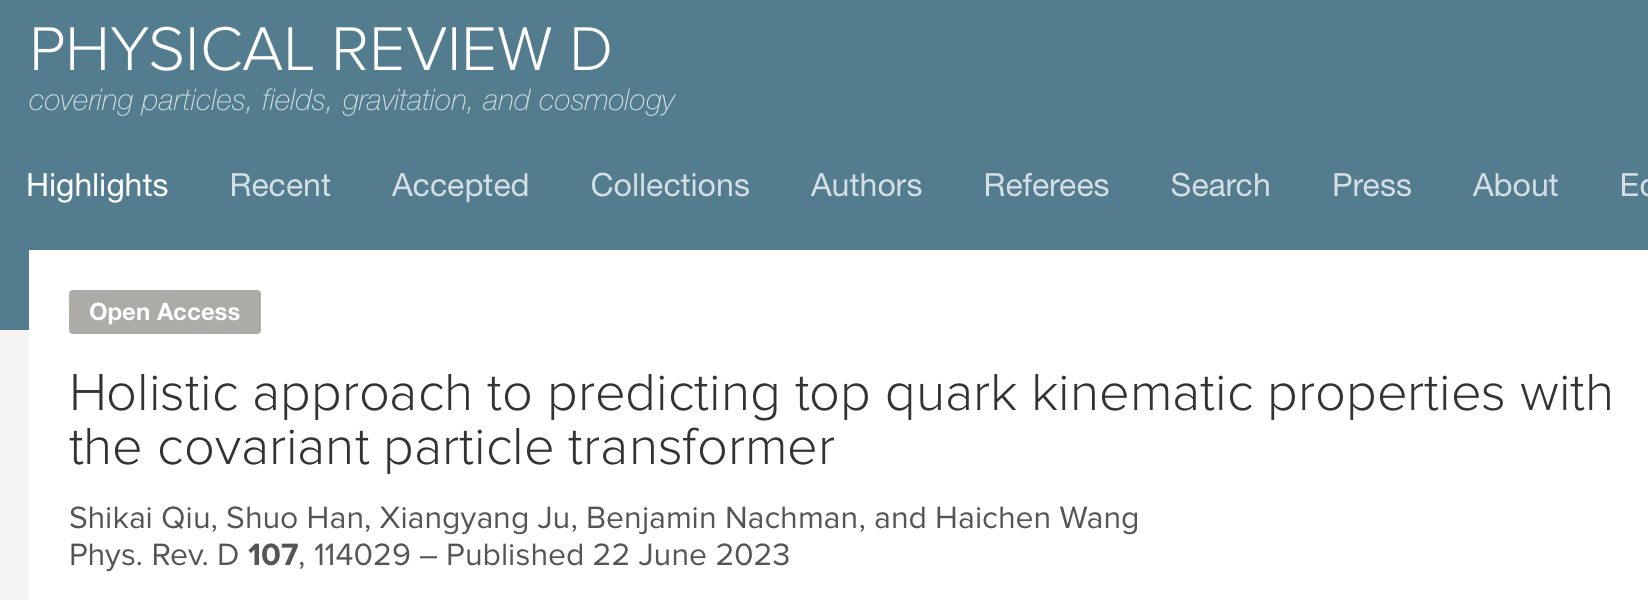 PHYSICAL REVIEW D
covering particles, fields, gravitation, and cosmology
Highlights Recent Accepted Collections Authors Referees Search Press About
Open Access
Holistic approach to predicting top quark kinematic properties with
the covariant particle transformer
Shikai Qiu, Shuo Han, Xiangyang Ju, Benjamin Nachman, and Haichen Wang
Phys. Rev. D 107, 114029 – Published 22 June 2023